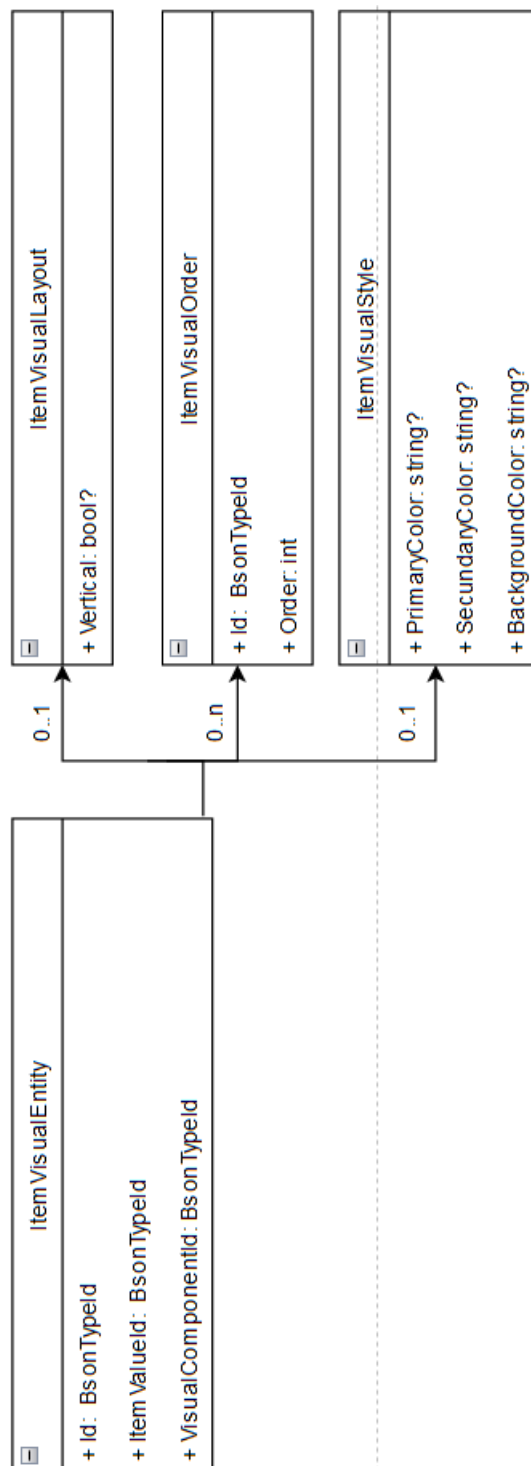 ItemVisualEntity
+ Id: BsonTypeId
+ ItemValueId: BsonTypeId
+ VisualComponentId: BsonTypeId
0..1
0..n
0..1
ItemVisualLayout
+ Vertical: bool?
ItemVisualOrder
+ Id: BsonTypeId
+ Order: int
ItemVisualStyle
+ PrimaryColor: string?
+ SecundaryColor: string?
+ BackgroundColor: string?